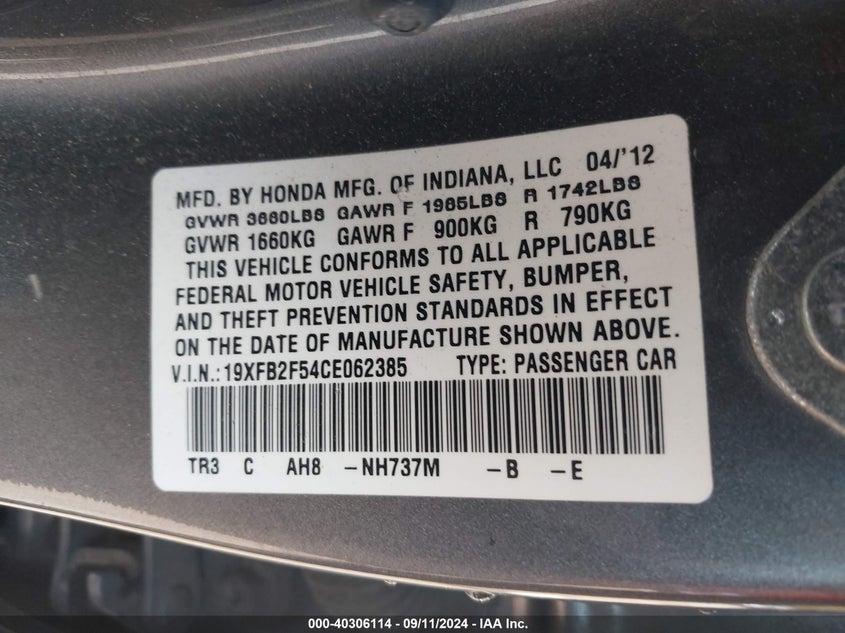 MFD. BY HONDA MFG. OF INDIANA, LLC 04/'12
GVWR 3660LBS GAWR F 1985LBS R 1742LBS
GVWR 1660KG GAWR F 900KG R 790KG
THIS VEHICLE CONFORMS TO ALL APPLICABLE
FEDERAL MOTOR VEHICLE SAFETY, BUMPER,
AND THEFT PREVENTION STANDARDS IN EFFECT
ON THE DATE OF MANUFACTURE SHOWN ABOVE.
V.I.N.: 19XFB2F54CE062385 TYPE: PASSENGER CAR
TR3 C AH8 -NH737M -B -E
000-40306114 - 09/11/2024 - IAA Inc.